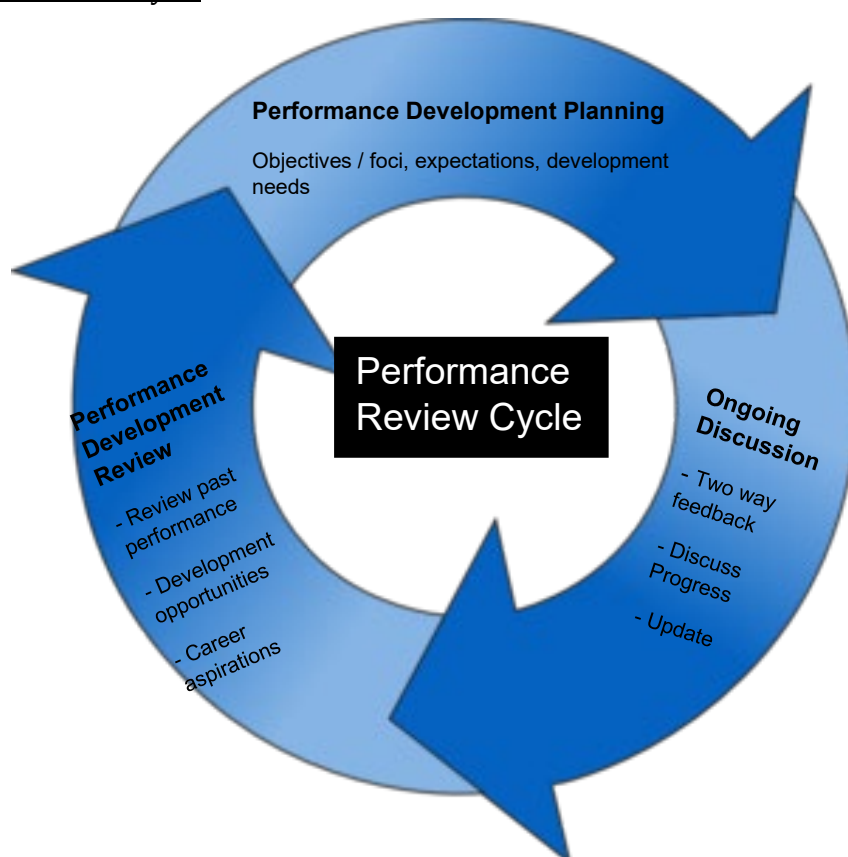 Performance Development Planning
Objectives / foci, expectations, development
needs
Performance
Review Cycle
Ongoing
Discussion
- Two way
feedback
- Discuss
Progress
- Update
Performance
Development
Review
- Review past
performance
- Development
opportunities
- Career
aspirations